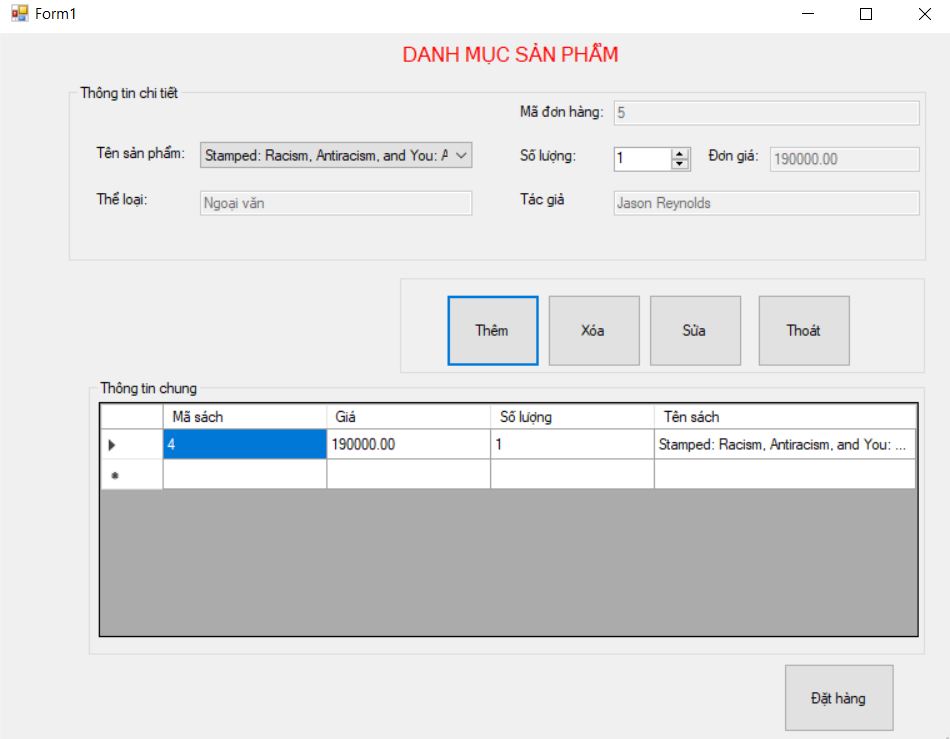 Form1
DANH MỤC SẢN PHẨM
Thông tin chi tiết
Mã đơn hàng: 5
Tên sản phẩm: Stamped: Racism, Antiracism, and You: A
Số lượng: 1 Đơn giá: 190000.00
Thể loại: Ngoại văn
Tác giả Jason Reynolds
Thêm Xóa Sửa Thoát
Thông tin chung
Mã sách Giá Số lượng Tên sách
4 190000.00 1 Stamped: Racism, Antiracism, and You: ...
Đặt hàng